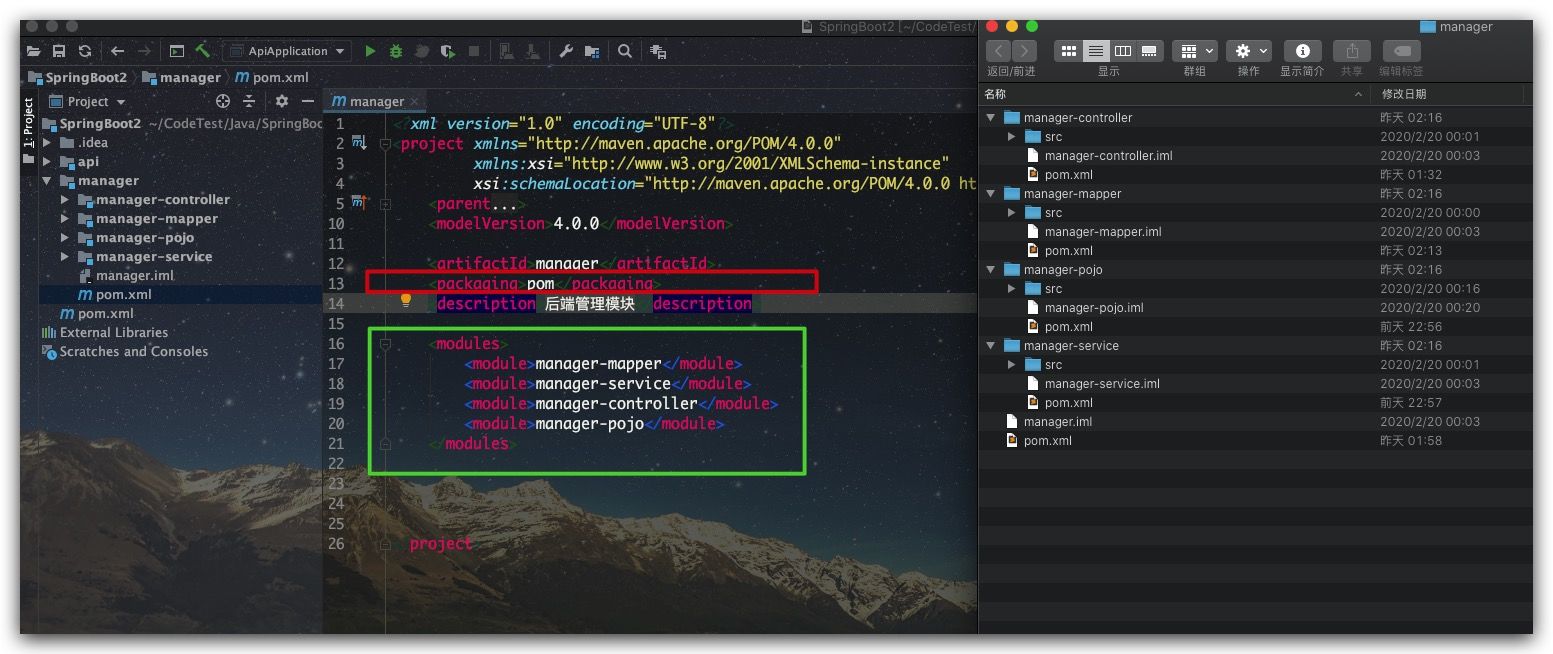 SpringBoot2 [~/CodeTest/
ApiApplication
SpringBoot2 manager pom.xml
1: Project
Project
SpringBoot2 ~/CodeTest/Java/SpringBoo
.idea
api
manager
manager-controller
manager-mapper
manager-pojo
manager-service
manager.iml
pom.xml
pom.xml
External Libraries
Scratches and Consoles
manager
1 <?xml version="1.0" encoding="UTF-8"?>
2 <project xmlns="http://maven.apache.org/POM/4.0.0"
3 xmlns:xsi="http://www.w3.org/2001/XMLSchema-instance"
4 xsi:schemaLocation="http://maven.apache.org/POM/4.0.0 ht
5 <parent...>
10 <modelVersion>4.0.0</modelVersion>
11
12 <artifactId>manager</artifactId>
13 <packaging>pom</packaging>
14 description 后端管理模块 description
15
16 <modules>
17 <module>manager-mapper</module>
18 <module>manager-service</module>
19 <module>manager-controller</module>
20 <module>manager-pojo</module>
21 </modules>
22
23
24
25
26 project
manager
返回/前进 显示 群组 操作 显示简介 共享 编辑标签
名称 修改日期
manager-controller 昨天 02:16
src 2020/2/20 00:01
manager-controller.iml 2020/2/20 00:03
pom.xml 昨天 01:32
manager-mapper 昨天 02:16
src 2020/2/20 00:00
manager-mapper.iml 2020/2/20 00:03
pom.xml 昨天 02:13
manager-pojo 昨天 02:16
src 2020/2/20 00:16
manager-pojo.iml 2020/2/20 00:20
pom.xml 前天 22:56
manager-service 昨天 02:16
src 2020/2/20 00:01
manager-service.iml 2020/2/20 00:03
pom.xml 前天 22:57
manager.iml 2020/2/20 00:03
pom.xml 昨天 01:58